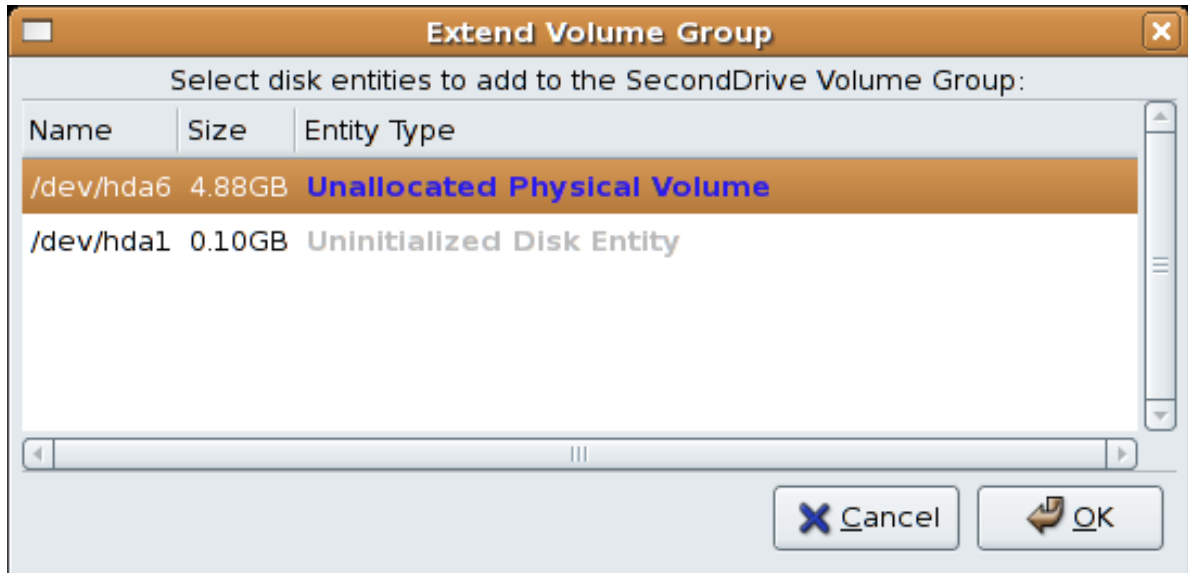 Extend Volume Group
Select disk entities to add to the SecondDrive Volume Group:
Name Size Entity Type
/dev/hda6 4.88GB Unallocated Physical Volume
/dev/hda1 0.10GB Uninitialized Disk Entity
Cancel OK